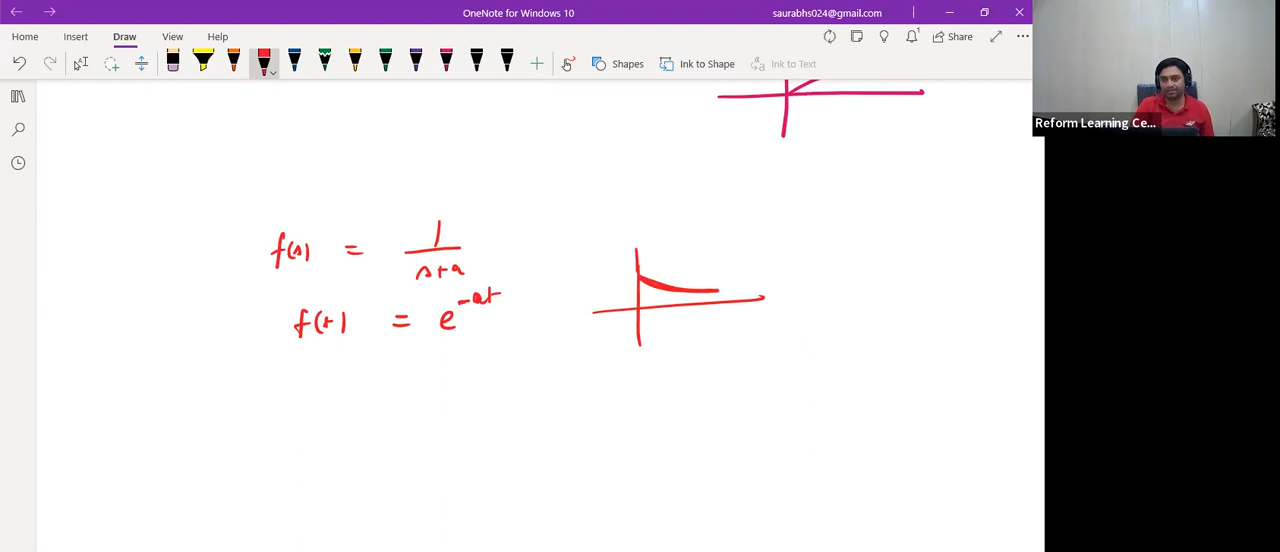 OneNote for Windows 10
saurabhs024@gmail.com
Home Insert Draw View Help
1
Share
Shapes
Ink to Shape
Ink to Text
Reform Learning Ce...
f(s) = 1/(s+a)
f(t) = e^-at